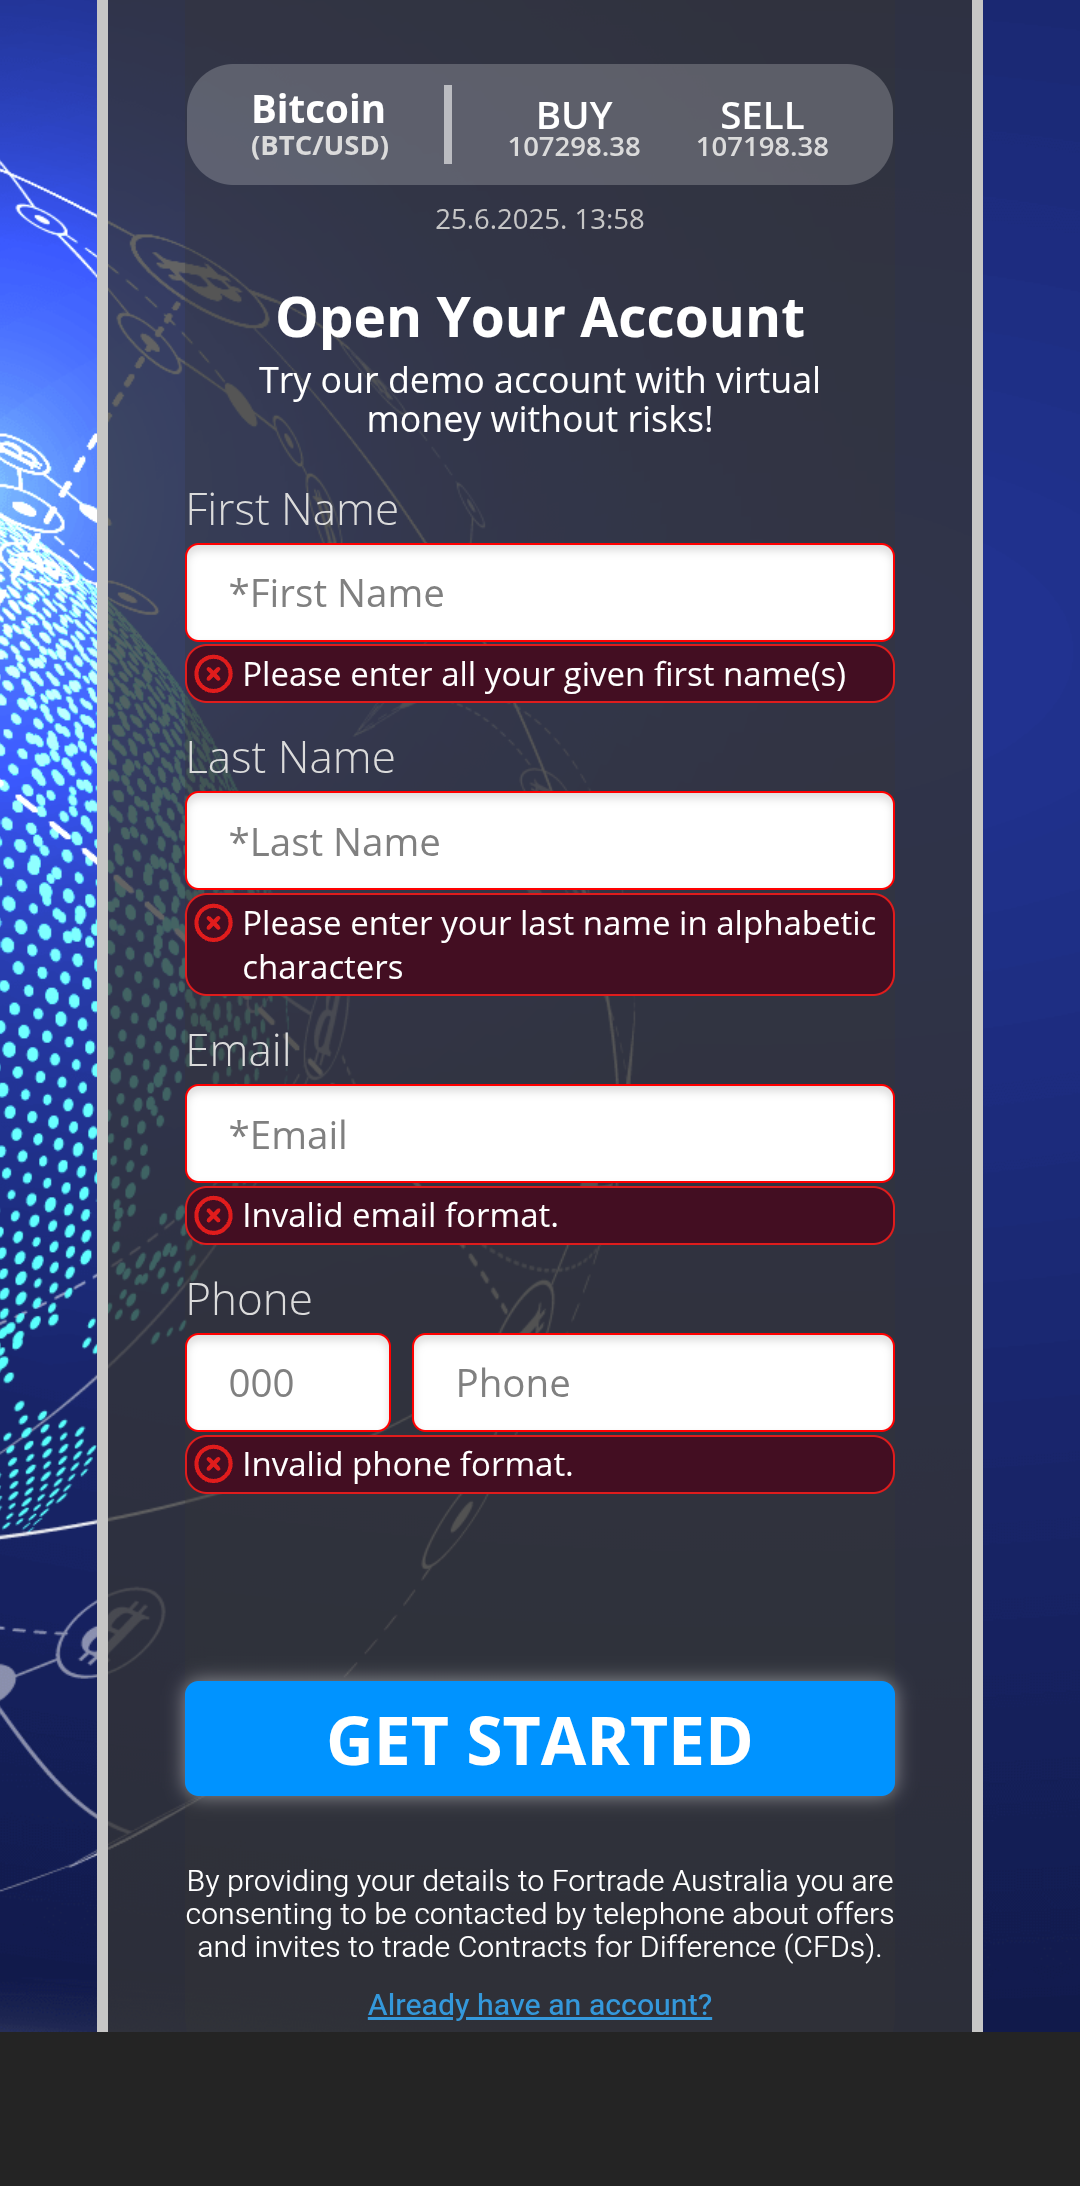 Bitcoin
(BTC/USD)
BUY
107298.38
SELL
107198.38
25.6.2025. 13:58
Open Your Account
Try our demo account with virtual
money without risks!
First Name
*First Name
Please enter all your given first name(s)
Last Name
*Last Name
Please enter your last name in alphabetic
characters
Email
*Email
Invalid email format.
Phone
000
Phone
Invalid phone format.
GET STARTED
By providing your details to Fortrade Australia you are
consenting to be contacted by telephone about offers
and invites to trade Contracts for Difference (CFDs).
Already have an account?